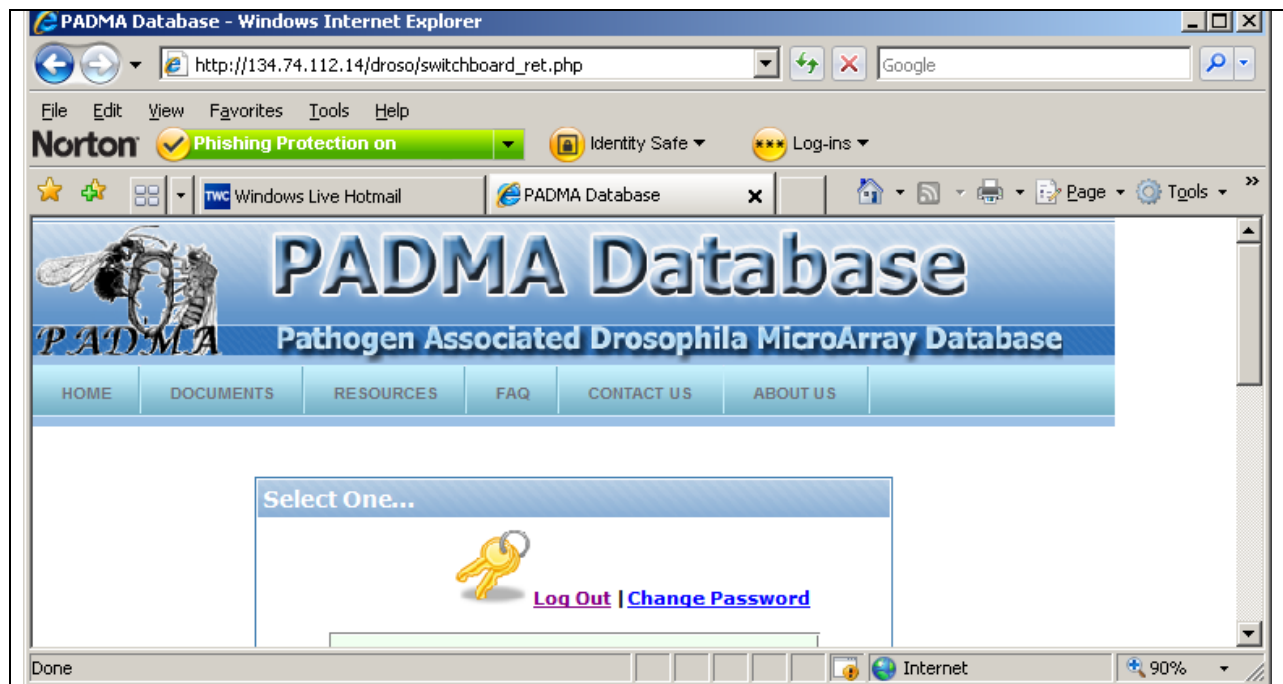 PADMA Database - Windows Internet Explorer
http://134.74.112.14/droso/switchboard_ret.php
Google
File Edit View Favorites Tools Help
Norton Phishing Protection on Identity Safe Log-ins
TWC Windows Live Hotmail PADMA Database Page Tools »
PADMA Database
PADMA Pathogen Associated Drosophila MicroArray Database
HOME DOCUMENTS RESOURCES FAQ CONTACT US ABOUT US
Select One...
Log Out | Change Password
Done Internet 90%